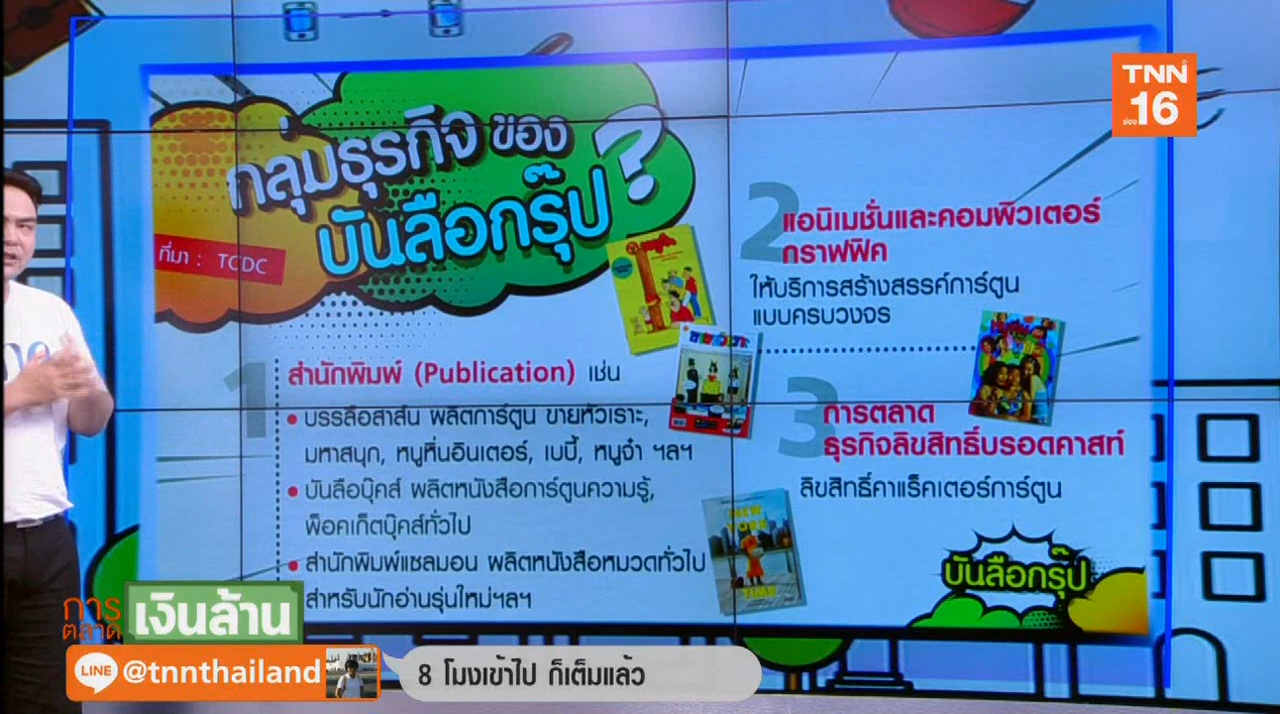 TNN
ช่อง 16
กลุ่มธุรกิจของ
บันลือกรุ๊ป?
ที่มา : TCDC
1
สำนักพิมพ์ (Publication) เช่น
• บรรลือสาส์น ผลิตการ์ตูน ขายหัวเราะ,
มหาสนุก, หนูหิ่นอินเตอร์, เบบี้, หนูจ๋า ฯลฯ
• บันลือบุ๊คส์ ผลิตหนังสือการ์ตูนความรู้,
พ็อคเก็ตบุ๊คส์ทั่วไป
• สำนักพิมพ์แซลมอน ผลิตหนังสือหมวดทั่วไป
สำหรับนักอ่านรุ่นใหม่ฯลฯ
2
แอนิเมชั่นและคอมพิวเตอร์
กราฟฟิค
ให้บริการสร้างสรรค์การ์ตูน
แบบครบวงจร
3
การตลาด
ธุรกิจลิขสิทธิ์บรอดคาสท์
ลิขสิทธิ์คาแร็คเตอร์การ์ตูน
ขายหัวเราะ
NEW
YORK
TIME
บันลือกรุ๊ป
การ
ตลาด
เงินล้าน
LINE @tnnthailand
8 โมงเข้าไป ก็เต็มแล้ว